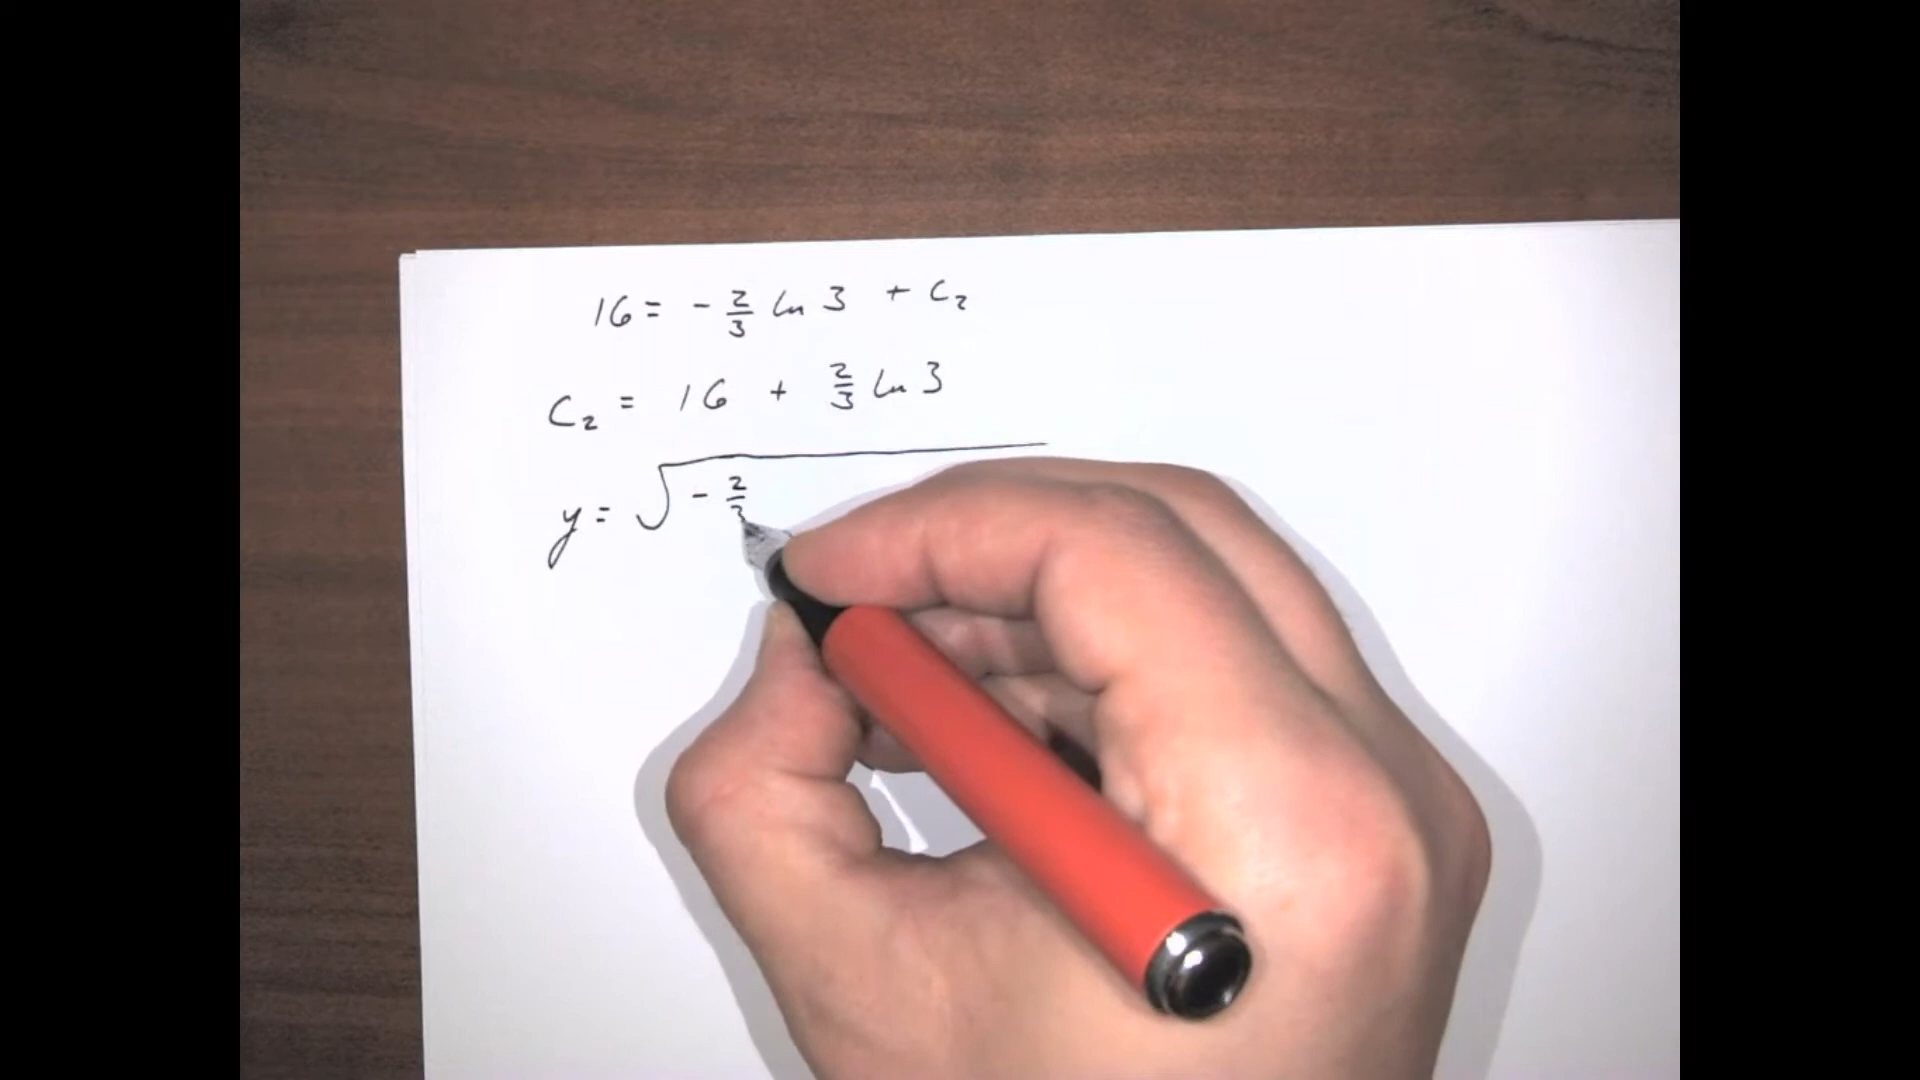 16 = - 2/3 ln 3 + C₂
C₂ = 16 + 2/3 ln 3
y = √(- 2/3